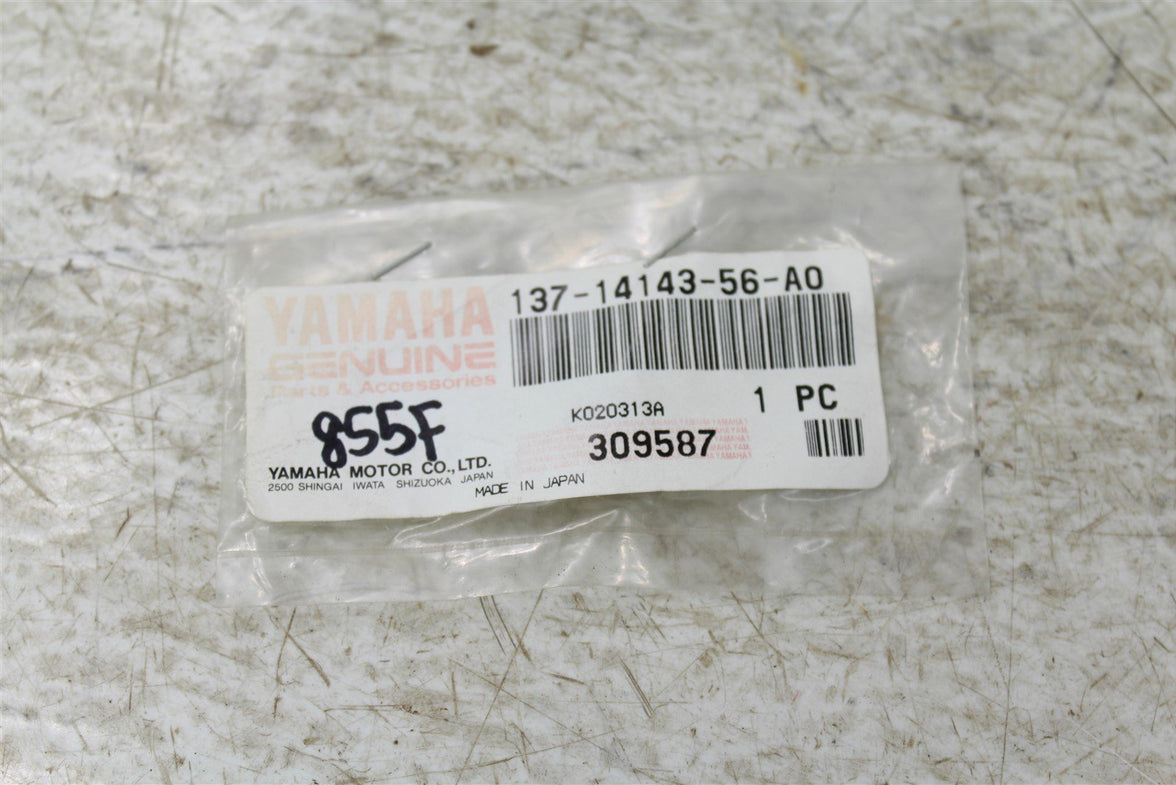 YAMAHA
GENUINE
Parts & Accessories
137-14143-56-A0
855F
K020313A
1 PC
309587
YAMAHA MOTOR CO., LTD.
2500 SHINGAI IWATA SHIZUOKA JAPAN
MADE IN JAPAN